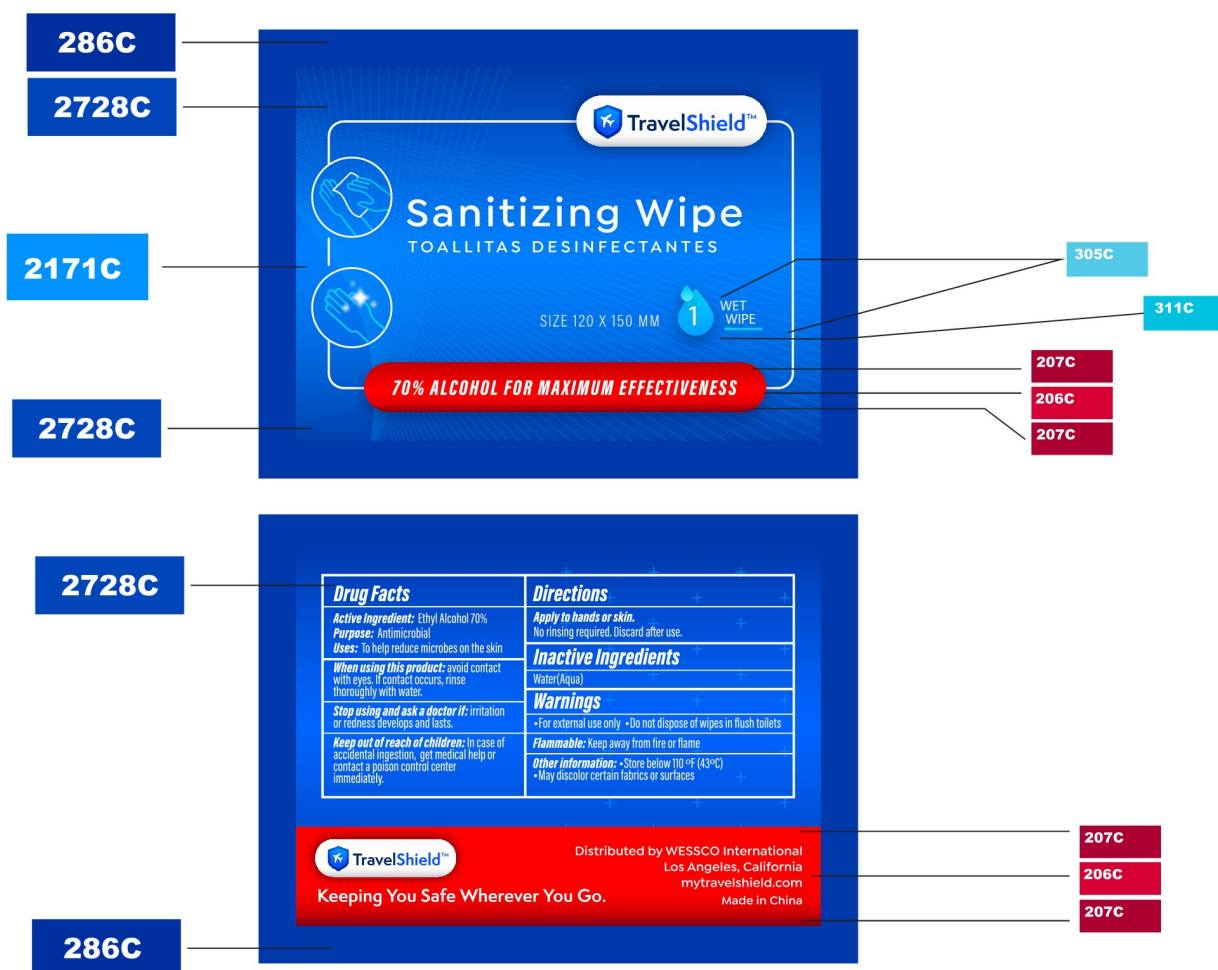 286C
2728C
2171C
2728C
TravelShield™
Sanitizing Wipe
TOALLITAS DESINFECTANTES
SIZE 120 X 150 MM
1
WET
WIPE
70% ALCOHOL FOR MAXIMUM EFFECTIVENESS
305C
311C
207C
206C
207C
2728C
Drug Facts
Active Ingredient: Ethyl Alcohol 70%
Purpose: Antimicrobial
Uses: To help reduce microbes on the skin
When using this product: avoid contact
with eyes. If contact occurs, rinse
thoroughly with water.
Stop using and ask a doctor if: irritation
or redness develops and lasts.
Keep out of reach of children: In case of
accidental ingestion, get medical help or
contact a poison control center
immediately.
Directions
Apply to hands or skin.
No rinsing required. Discard after use.
Inactive Ingredients
Water(Aqua)
Warnings
•For external use only •Do not dispose of wipes in flush toilets
Flammable: Keep away from fire or flame
Other information: •Store below 110 ºF (43ºC)
•May discolor certain fabrics or surfaces
TravelShield™
Keeping You Safe Wherever You Go.
Distributed by WESSCO International
Los Angeles, California
mytravelshield.com
Made in China
207C
206C
207C
286C